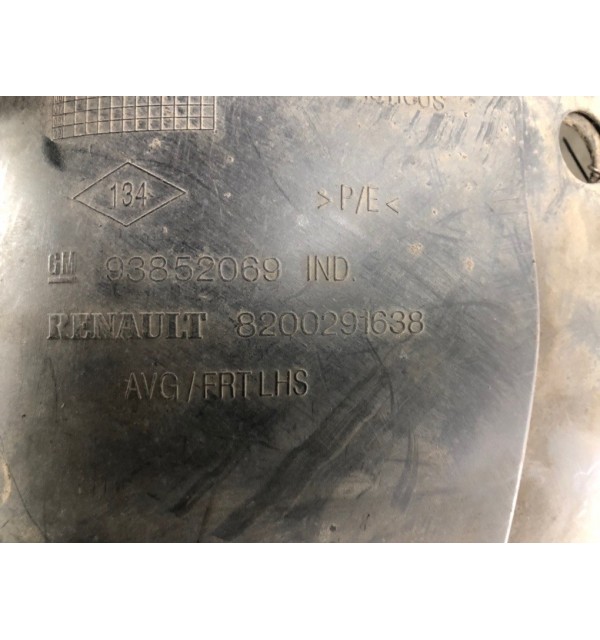 134
>P/E<
GM 93852069 IND.
RENAULT 8200291638
AVG/FRT LHS